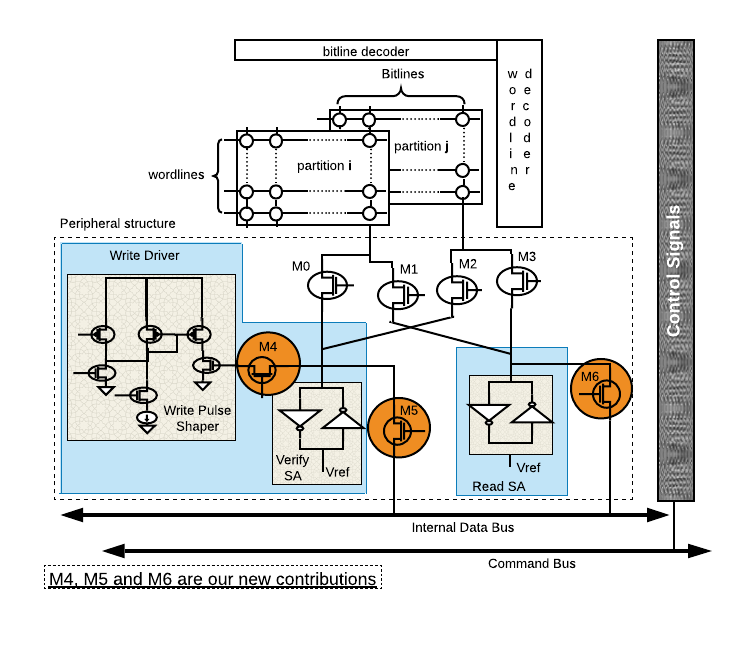 bitline decoder
Bitlines
wordline
decoder
partition j
partition i
wordlines
Control Signals
Peripheral structure
Write Driver
M0
M1
M2
M3
M4
M5
M6
Write Pulse
Shaper
Verify
SA
Vref
Vref
Read SA
Internal Data Bus
Command Bus
M4, M5 and M6 are our new contributions